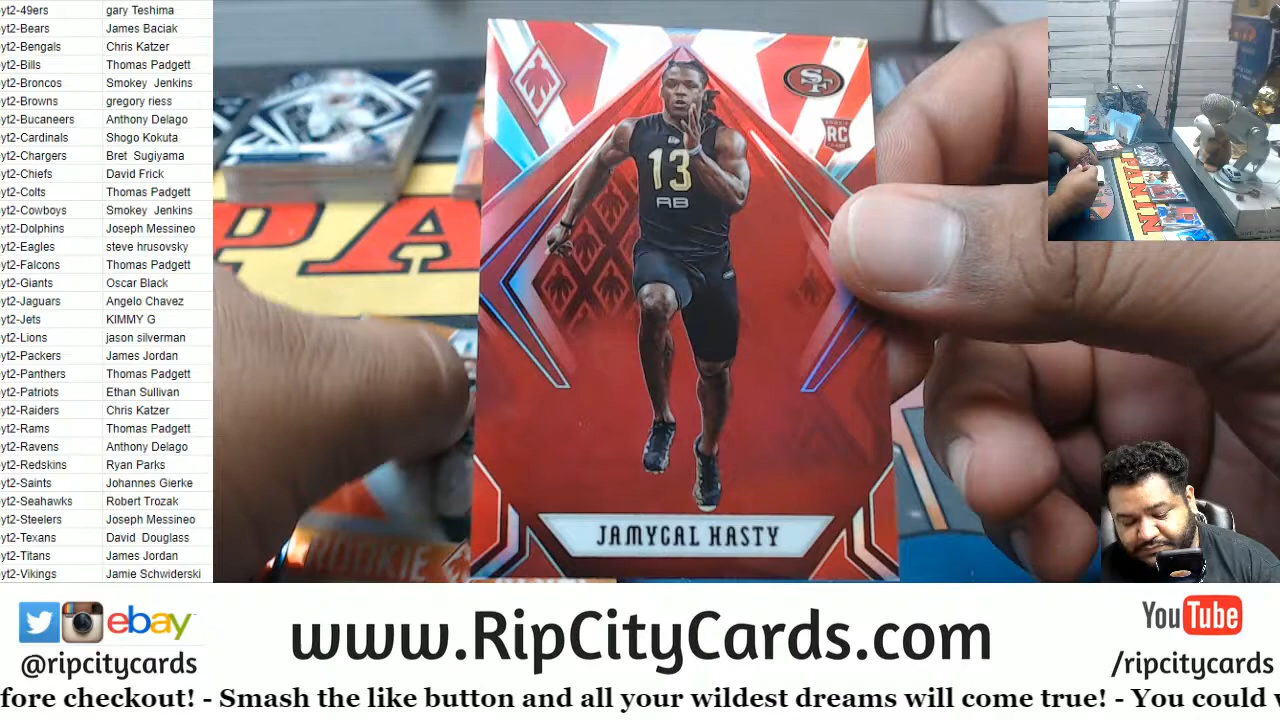 yt2-49ers gary Teshima
yt2-Bears James Baciak
yt2-Bengals Chris Katzer
yt2-Bills Thomas Padgett
yt2-Broncos Smokey Jenkins
yt2-Browns gregory riess
yt2-Bucaneers Anthony Delago
yt2-Cardinals Shogo Tokuta
yt2-Chargers Bret Sugiyama
yt2-Chiefs David Frick
yt2-Colts Thomas Padgett
yt2-Cowboys Smokey Jenkins
yt2-Dolphins Joseph Messineo
yt2-Eagles steve hrusovsky
yt2-Falcons Thomas Padgett
yt2-Giants Oscar Black
yt2-Jaguars Angelo Chavez
yt2-Jets KIMMY G
yt2-Lions jason silverman
yt2-Packers James Jordan
yt2-Panthers Thomas Padgett
yt2-Patriots Ethan Sullivan
yt2-Raiders Chris Katzer
yt2-Rams Thomas Padgett
yt2-Ravens Anthony Delago
yt2-Redskins Ryan Parks
yt2-Saints Johannes Gierke
yt2-Seahawks Robert Trozak
yt2-Steelers Joseph Messineo
yt2-Texans David Douglass
yt2-Titans James Jordan
yt2-Vikings Jamie Schwiderski
SF
RC
13
RB
JAMYCAL HASTY
PA
ROOKIE
PANIN
ebay
@ripcitycards
www.RipCityCards.com
YouTube
/ripcitycards
fore checkout! - Smash the like button and all your wildest dreams will come true! - You could